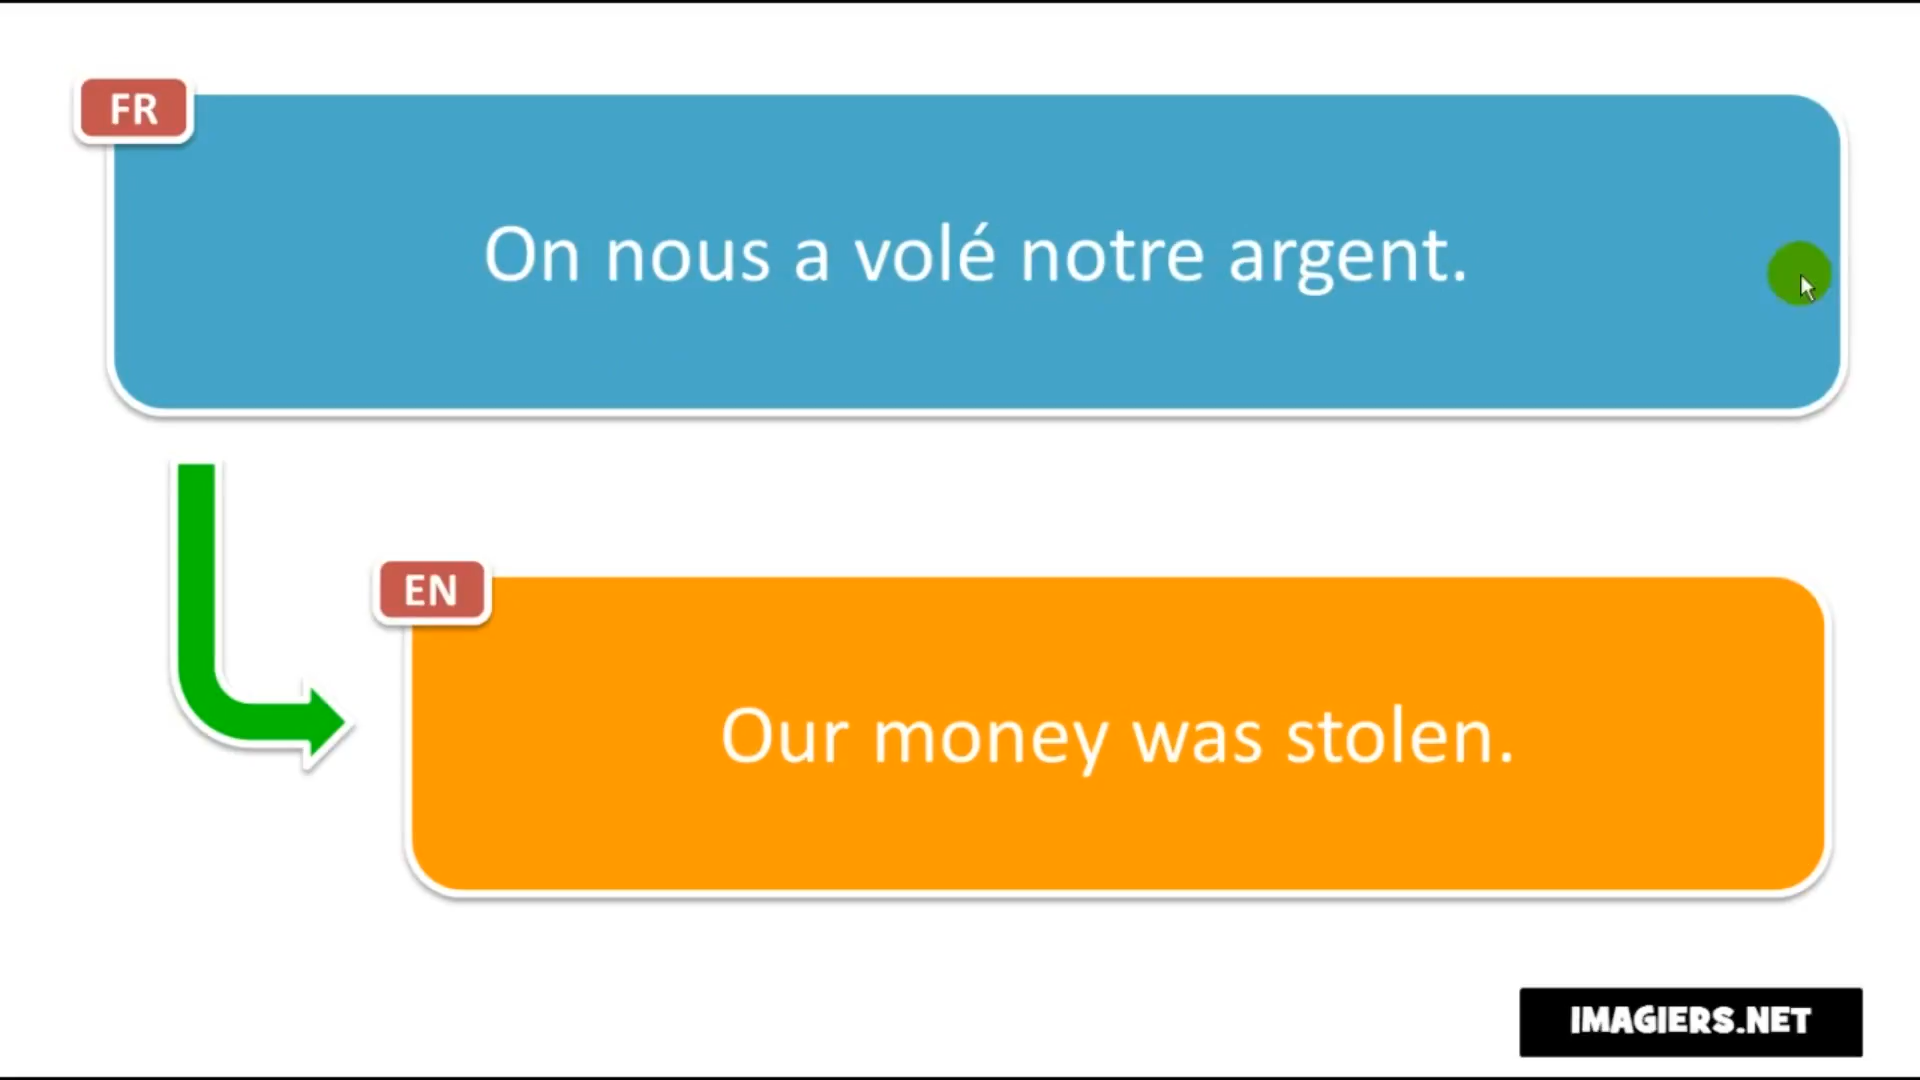 FR
On nous a volé notre argent.
EN
Our money was stolen.
IMAGIERS.NET